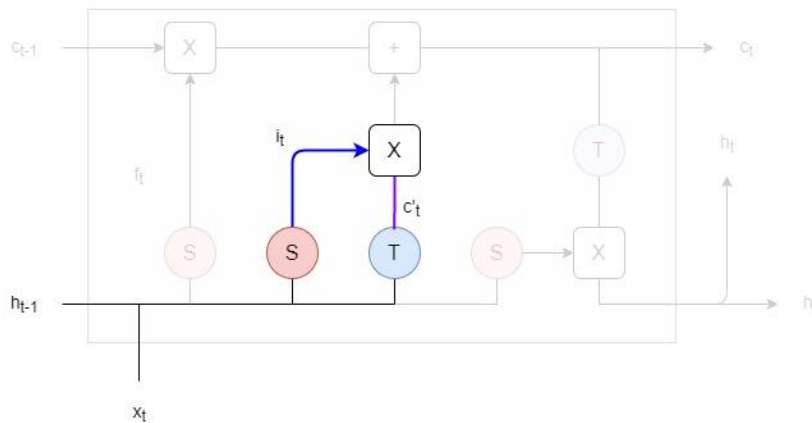 c_t-1 X + c_t
i_t X T h_t
f_t c'_t
S S T S X
h_t-1 h
x_t